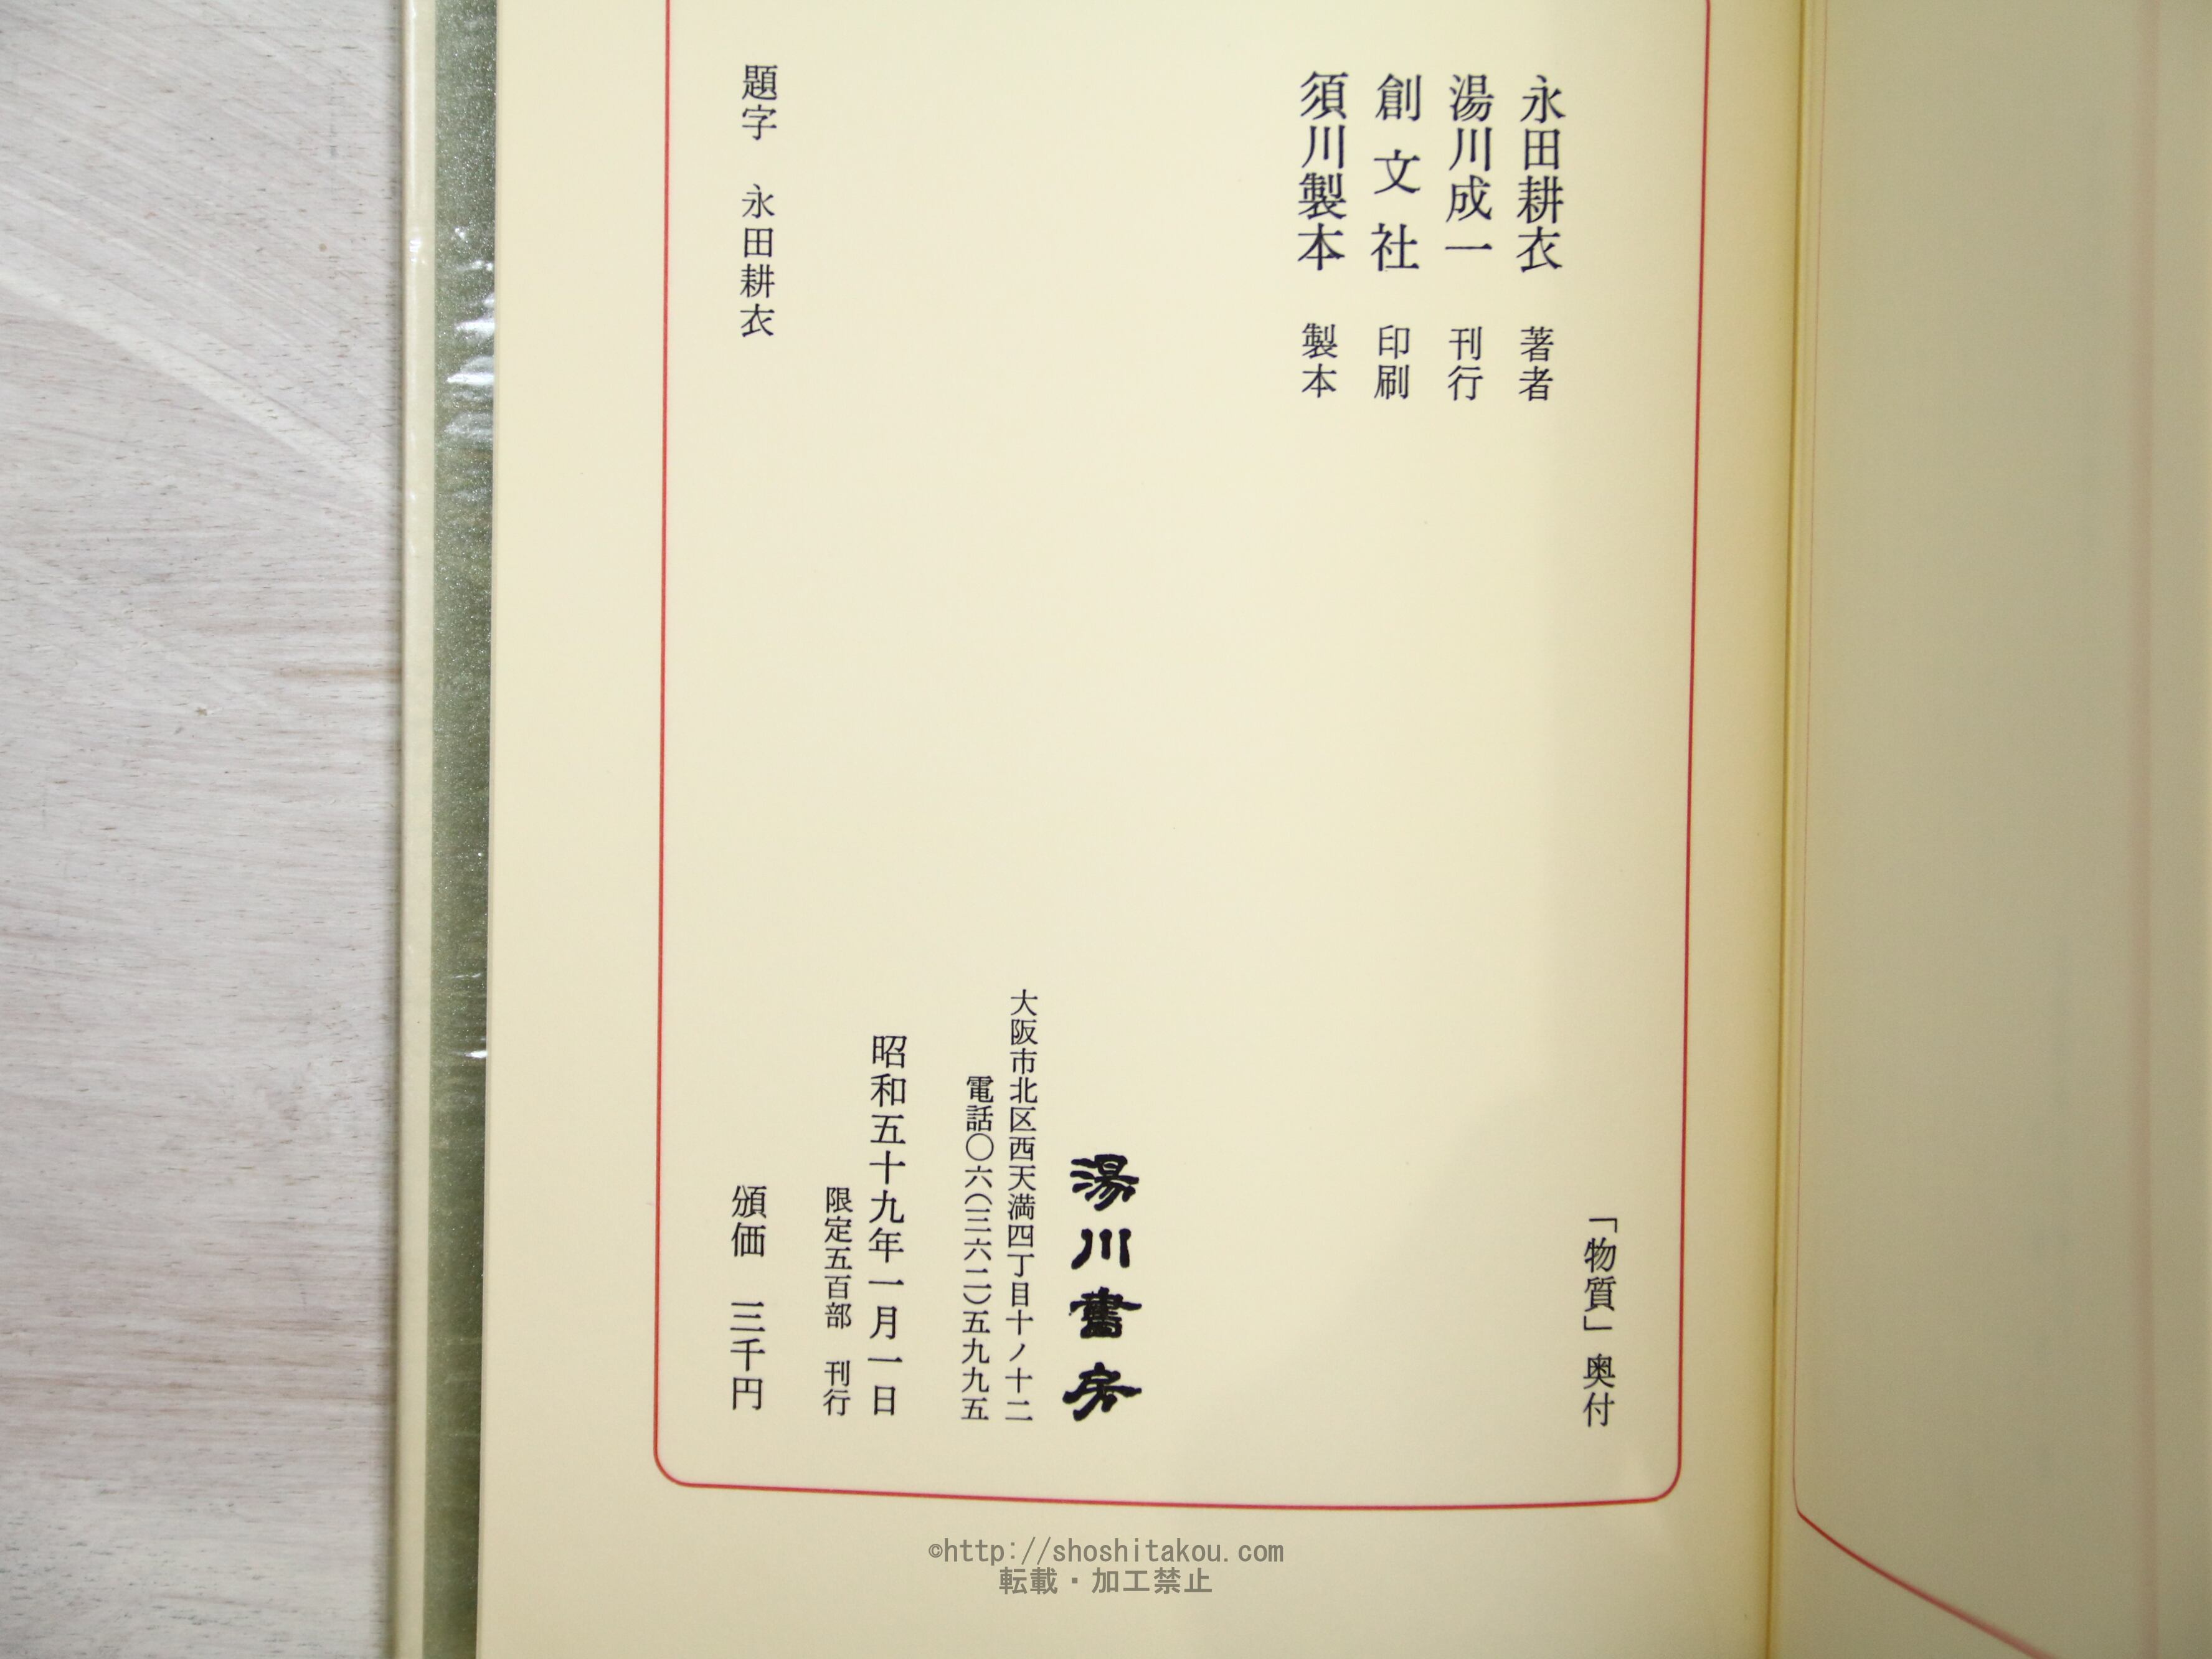 「物質」奥付
永田耕衣 著者
湯川成一 刊行
創文社 印刷
須川製本 製本
湯川書房
大阪市北区西天満四丁目十ノ十二
電話〇六(三六二)五九九五
昭和五十九年一月一日
限定五百部 刊行
題字 永田耕衣
頒価 三千円
©http://shoshitakou.com
転載・加工禁止